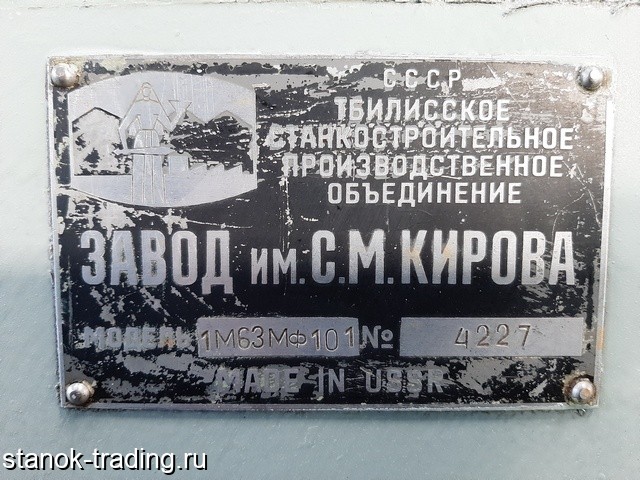 СССР
ТБИЛИССКОЕ
СТАНКОСТРОИТЕЛЬНОЕ
ПРОИЗВОДСТВЕННОЕ
ОБЪЕДИНЕНИЕ
ЗАВОД им. С.М. КИРОВА
МОДЕЛЬ 1М63МФ101 № 4227
MADE IN USSR
stanok-trading.ru